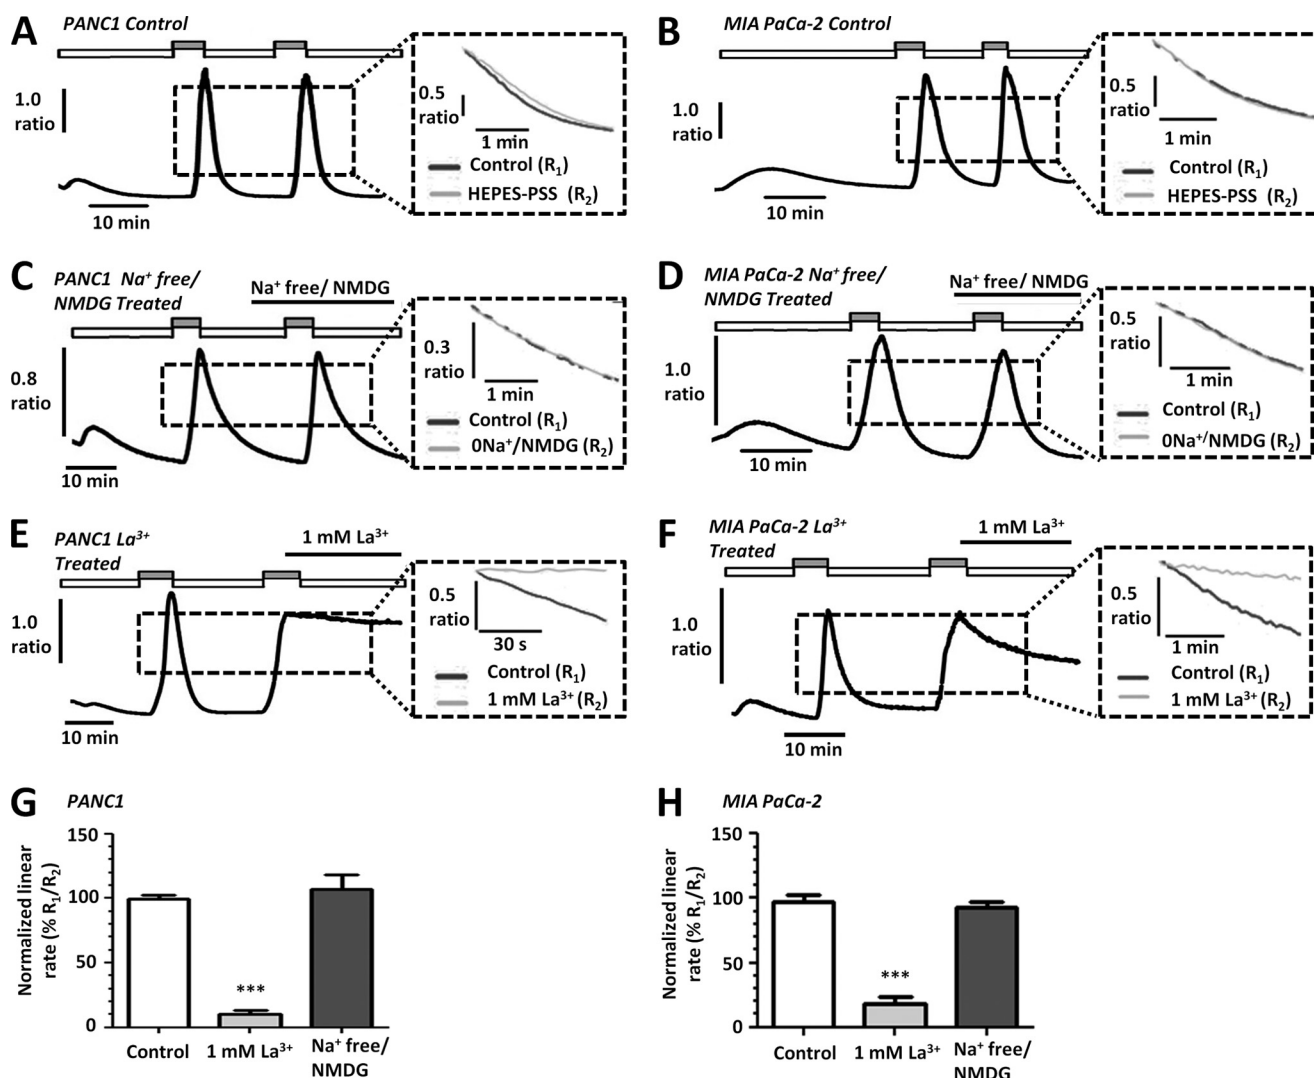 A PANC1 Control
1.0
ratio
10 min
0.5
ratio
1 min
Control (R₁)
HEPES-PSS (R₂)
B MIA PaCa-2 Control
1.0
ratio
10 min
0.5
ratio
1 min
Control (R₁)
HEPES-PSS (R₂)
C PANC1 Na⁺ free/
NMDG Treated
Na⁺ free/ NMDG
0.8
ratio
10 min
0.3
ratio
1 min
Control (R₁)
0Na⁺/NMDG (R₂)
D MIA PaCa-2 Na⁺ free/
NMDG Treated
Na⁺ free/ NMDG
1.0
ratio
10 min
0.5
ratio
1 min
Control (R₁)
0Na⁺/NMDG (R₂)
E PANC1 La³⁺
Treated
1 mM La³⁺
1.0
ratio
10 min
0.5
ratio
30 s
Control (R₁)
1 mM La³⁺ (R₂)
F MIA PaCa-2 La³⁺
Treated
1 mM La³⁺
1.0
ratio
10 min
0.5
ratio
1 min
Control (R₁)
1 mM La³⁺ (R₂)
G PANC1
Normalized linear
rate (% R₁/R₂)
150
100
50
0
***
Control
1 mM La³⁺
Na⁺ free/
NMDG
H MIA PaCa-2
Normalized linear
rate (% R₁/R₂)
150
100
50
0
***
Control
1 mM La³⁺
Na⁺ free/
NMDG